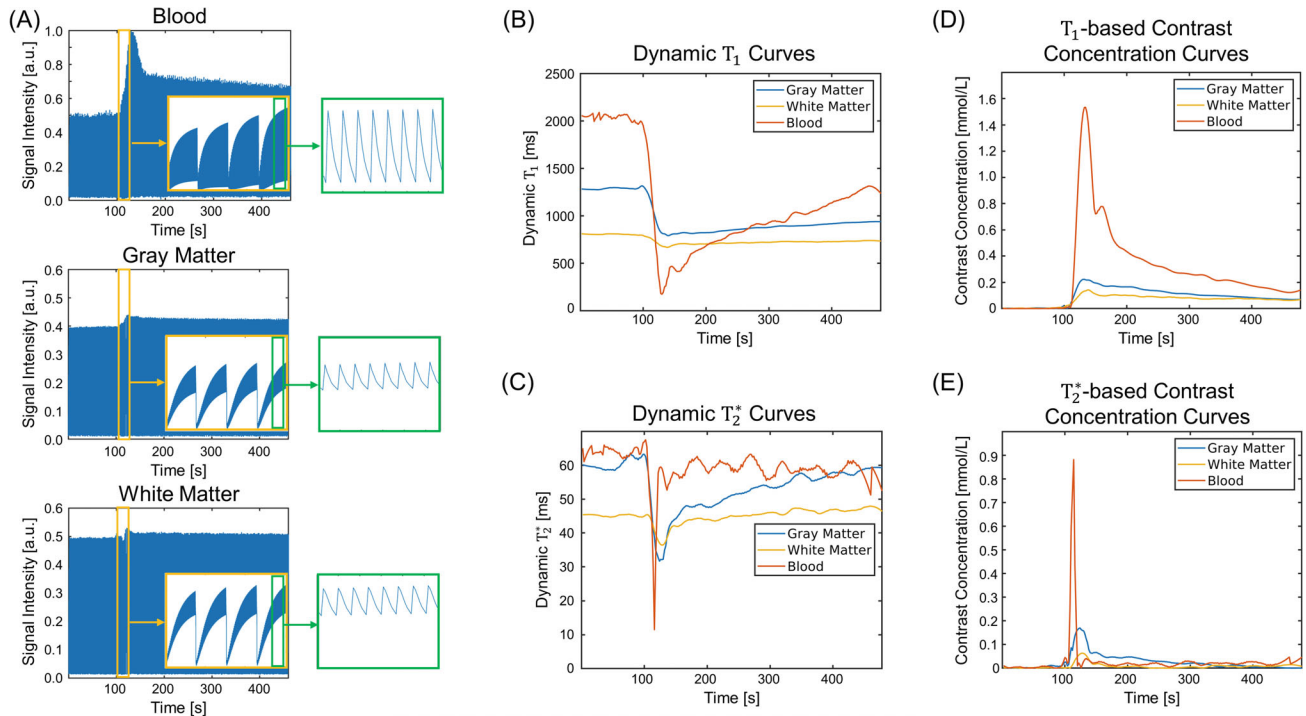 (A)
Blood
Signal Intensity [a.u.]
1.0
0.8
0.6
0.4
0.2
0.0
100 200 300 400
Time [s]
Gray Matter
Signal Intensity [a.u.]
0.6
0.5
0.4
0.3
0.2
0.1
0.0
100 200 300 400
Time [s]
White Matter
Signal Intensity [a.u.]
0.6
0.5
0.4
0.3
0.2
0.1
0.0
100 200 300 400
Time [s]
(B)
Dynamic T₁ Curves
Dynamic T₁ [ms]
2500
2000
1500
1000
500
0
Gray Matter
White Matter
Blood
100 200 300 400
Time [s]
(C)
Dynamic T₂* Curves
Dynamic T₂* [ms]
60
50
40
30
20
10
0
Gray Matter
White Matter
Blood
100 200 300 400
Time [s]
(D)
T₁-based Contrast
Concentration Curves
Contrast Concentration [mmol/L]
1.6
1.4
1.2
1.0
0.8
0.6
0.4
0.2
0
Gray Matter
White Matter
Blood
100 200 300 400
Time [s]
(E)
T₂*-based Contrast
Concentration Curves
Contrast Concentration [mmol/L]
0.9
0.8
0.7
0.6
0.5
0.4
0.3
0.2
0.1
0
Gray Matter
White Matter
Blood
100 200 300 400
Time [s]